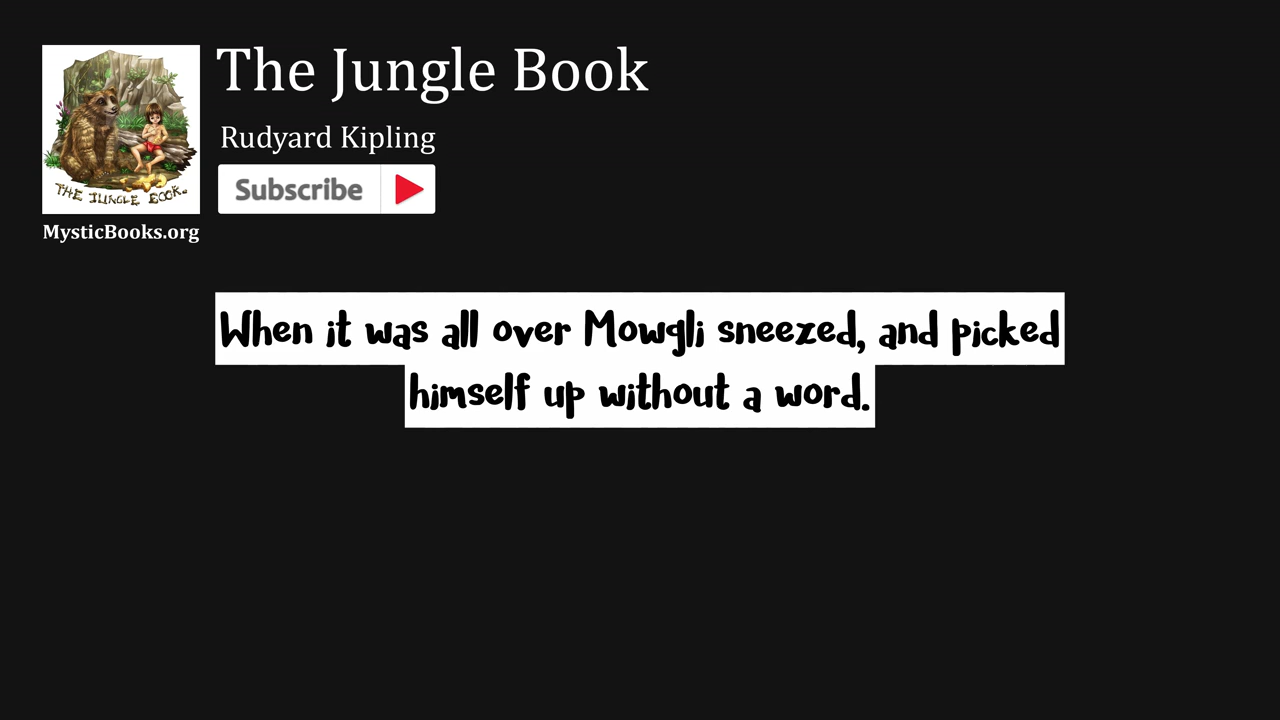 The Jungle Book
Rudyard Kipling
Subscribe
THE JUNGLE BOOK.
MysticBooks.org
When it was all over Mowgli sneezed, and picked
himself up without a word.